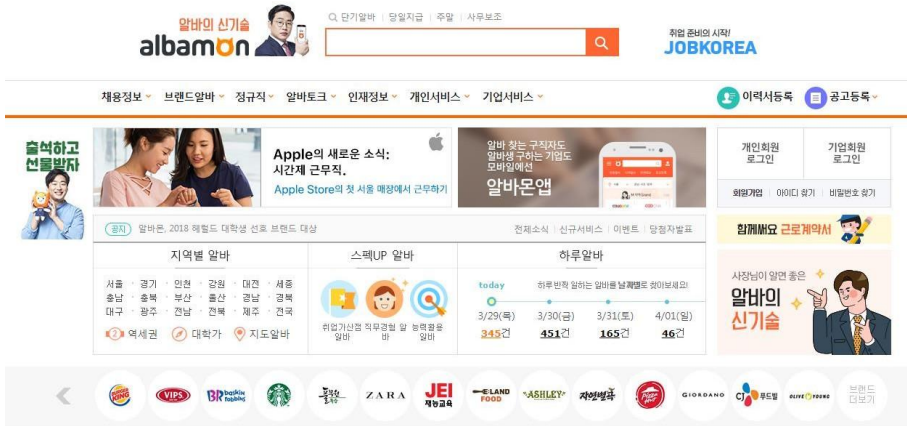 알바의 신기술
albamon
단기알바 | 당일지급 | 주말 | 사무보조
취업 준비의 시작!
JOBKOREA
채용정보 브랜드알바 정규직 알바토크 인재정보 개인서비스 기업서비스
이력서등록 공고등록
출석하고
선물받자
Apple의 새로운 소식:
시간제 근무직.
Apple Store의 첫 서울 매장에서 근무하기
알바 찾는 구직자도
알바생 구하는 기업도
모바일에선
알바몬앱
개인회원
로그인
기업회원
로그인
회원가입 | 아이디 찾기 | 비밀번호 찾기
공지 알바몬, 2018 헤럴드 대학생 선호 브랜드 대상
전체소식 | 신규서비스 | 이벤트 | 당첨자발표
함께써요 근로계약서
지역별 알바
서울 · 경기 · 인천 · 강원 · 대전 · 세종
충남 · 충북 · 부산 · 울산 · 경남 · 경북
대구 · 광주 · 전남 · 전북 · 제주 · 전국
2 역세권 대학가 지도알바
스펙UP 알바
취업가산점 알바
직무경험 알바
능력활용 알바
하루알바
today 하루 반짝 일하는 알바를 날짜별로 찾아보세요!
3/29(목) 3/30(금) 3/31(토) 4/01(일)
345건 451건 165건 46건
사장님이 알면 좋은
알바의
신기술
BURGER KING
VIPS
BR baskin robbins
ZARA
JEI
재능교육
E·LAND
FOOD
ASHLEY
자연별곡
Pizza Hut
GIORDANO
CJ 푸드빌
OLIVE YOUNG
브랜드
더보기